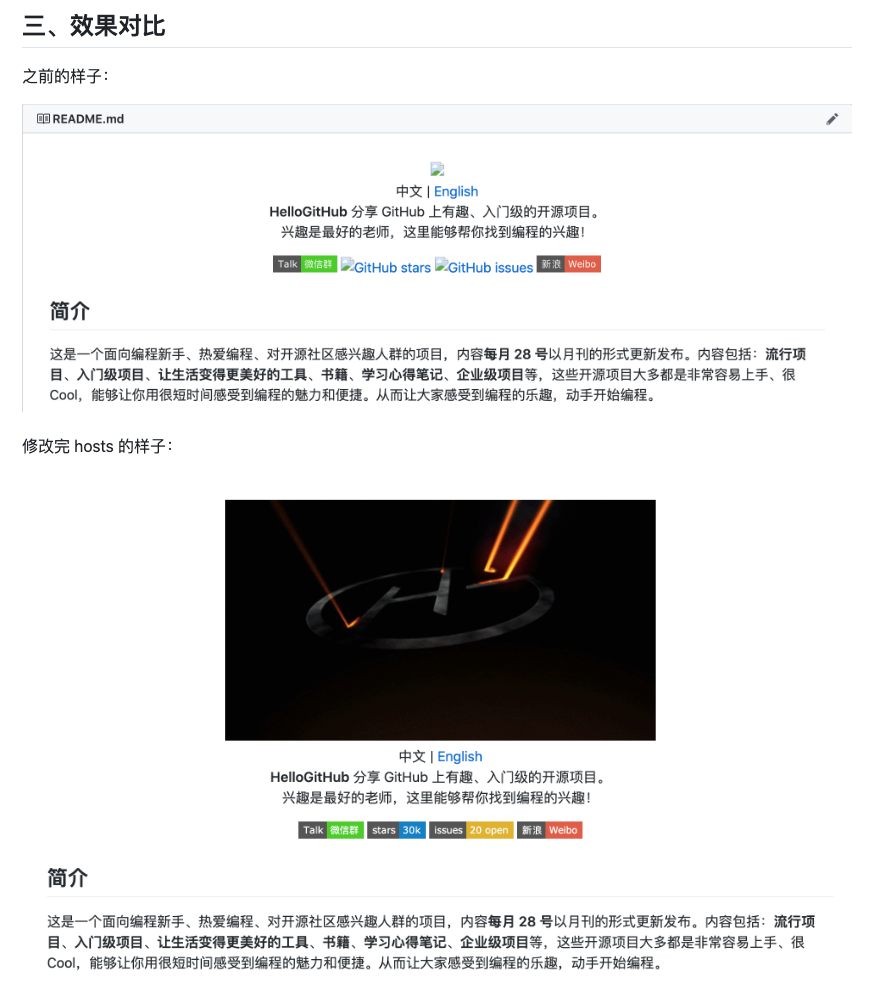 三、效果对比
之前的样子：
README.md
中文 | English
HelloGitHub 分享 GitHub 上有趣、入门级的开源项目。
兴趣是最好的老师，这里能够帮你找到编程的兴趣！
Talk 微信群 GitHub stars GitHub issues 新浪 Weibo
简介
这是一个面向编程新手、热爱编程、对开源社区感兴趣人群的项目，内容每月 28 号以月刊的形式更新发布。内容包括：流行项
目、入门级项目、让生活变得更美好的工具、书籍、学习心得笔记、企业级项目等，这些开源项目大多都是非常容易上手、很
Cool，能够让你用很短时间感受到编程的魅力和便捷。从而让大家感受到编程的乐趣，动手开始编程。
修改完 hosts 的样子：
中文 | English
HelloGitHub 分享 GitHub 上有趣、入门级的开源项目。
兴趣是最好的老师，这里能够帮你找到编程的兴趣！
Talk 微信群 stars 30k issues 20 open 新浪 Weibo
简介
这是一个面向编程新手、热爱编程、对开源社区感兴趣人群的项目，内容每月 28 号以月刊的形式更新发布。内容包括：流行项
目、入门级项目、让生活变得更美好的工具、书籍、学习心得笔记、企业级项目等，这些开源项目大多都是非常容易上手、很
Cool，能够让你用很短时间感受到编程的魅力和便捷。从而让大家感受到编程的乐趣，动手开始编程。